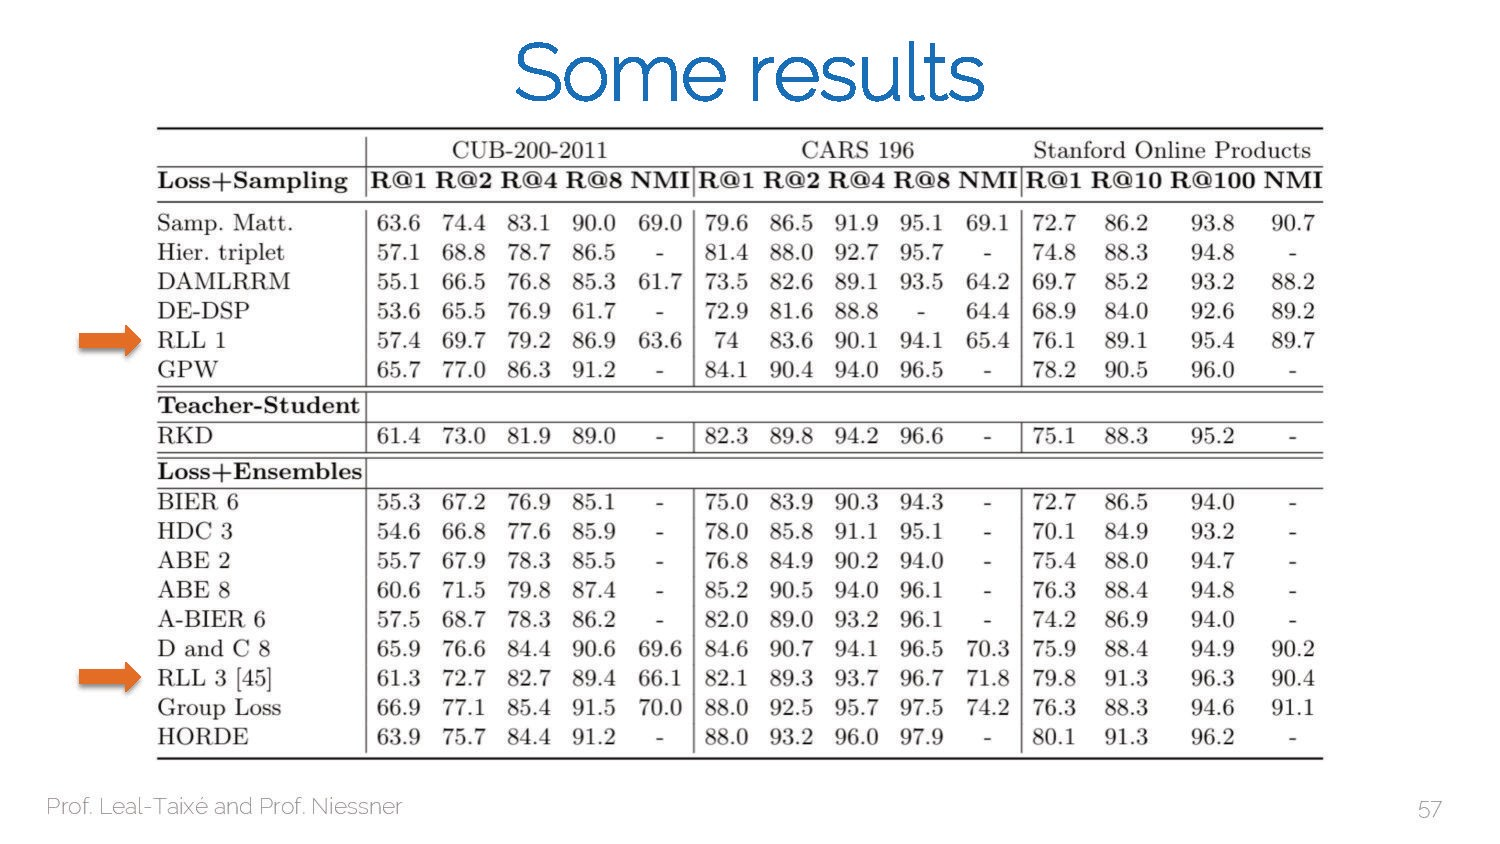 Some results
CUB-200-2011 CARS 196 Stanford Online Products
Loss+Sampling R@1 R@2 R@4 R@8 NMI R@1 R@2 R@4 R@8 NMI R@1 R@10 R@100 NMI
Samp. Matt. 63.6 74.4 83.1 90.0 69.0 79.6 86.5 91.9 95.1 69.1 72.7 86.2 93.8 90.7
Hier. triplet 57.1 68.8 78.7 86.5 - 81.4 88.0 92.7 95.7 - 74.8 88.3 94.8 -
DAMLRRM 55.1 66.5 76.8 85.3 61.7 73.5 82.6 89.1 93.5 64.2 69.7 85.2 93.2 88.2
DE-DSP 53.6 65.5 76.9 61.7 - 72.9 81.6 88.8 - 64.4 68.9 84.0 92.6 89.2
RLL 1 57.4 69.7 79.2 86.9 63.6 74 83.6 90.1 94.1 65.4 76.1 89.1 95.4 89.7
GPW 65.7 77.0 86.3 91.2 - 84.1 90.4 94.0 96.5 - 78.2 90.5 96.0 -
Teacher-Student
RKD 61.4 73.0 81.9 89.0 - 82.3 89.8 94.2 96.6 - 75.1 88.3 95.2 -
Loss+Ensembles
BIER 6 55.3 67.2 76.9 85.1 - 75.0 83.9 90.3 94.3 - 72.7 86.5 94.0 -
HDC 3 54.6 66.8 77.6 85.9 - 78.0 85.8 91.1 95.1 - 70.1 84.9 93.2 -
ABE 2 55.7 67.9 78.3 85.5 - 76.8 84.9 90.2 94.0 - 75.4 88.0 94.7 -
ABE 8 60.6 71.5 79.8 87.4 - 85.2 90.5 94.0 96.1 - 76.3 88.4 94.8 -
A-BIER 6 57.5 68.7 78.3 86.2 - 82.0 89.0 93.2 96.1 - 74.2 86.9 94.0 -
D and C 8 65.9 76.6 84.4 90.6 69.6 84.6 90.7 94.1 96.5 70.3 75.9 88.4 94.9 90.2
RLL 3 [45] 61.3 72.7 82.7 89.4 66.1 82.1 89.3 93.7 96.7 71.8 79.8 91.3 96.3 90.4
Group Loss 66.9 77.1 85.4 91.5 70.0 88.0 92.5 95.7 97.5 74.2 76.3 88.3 94.6 91.1
HORDE 63.9 75.7 84.4 91.2 - 88.0 93.2 96.0 97.9 - 80.1 91.3 96.2 -
Prof. Leal-Taixé and Prof. Niessner 57